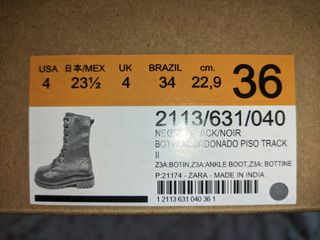 USA 日本/MEX UK BRAZIL cm.
4 23½ 4 34 22,9 36
2113/631/040
NEGRO/BLACK/NOIR
BOTIN ACORDONADO PISO TRACK
II
Z3A:BOTIN,Z3A:ANKLE BOOT,Z3A: BOTTINE
P:21174 - ZARA - MADE IN INDIA
1 2113 631 040 36 1